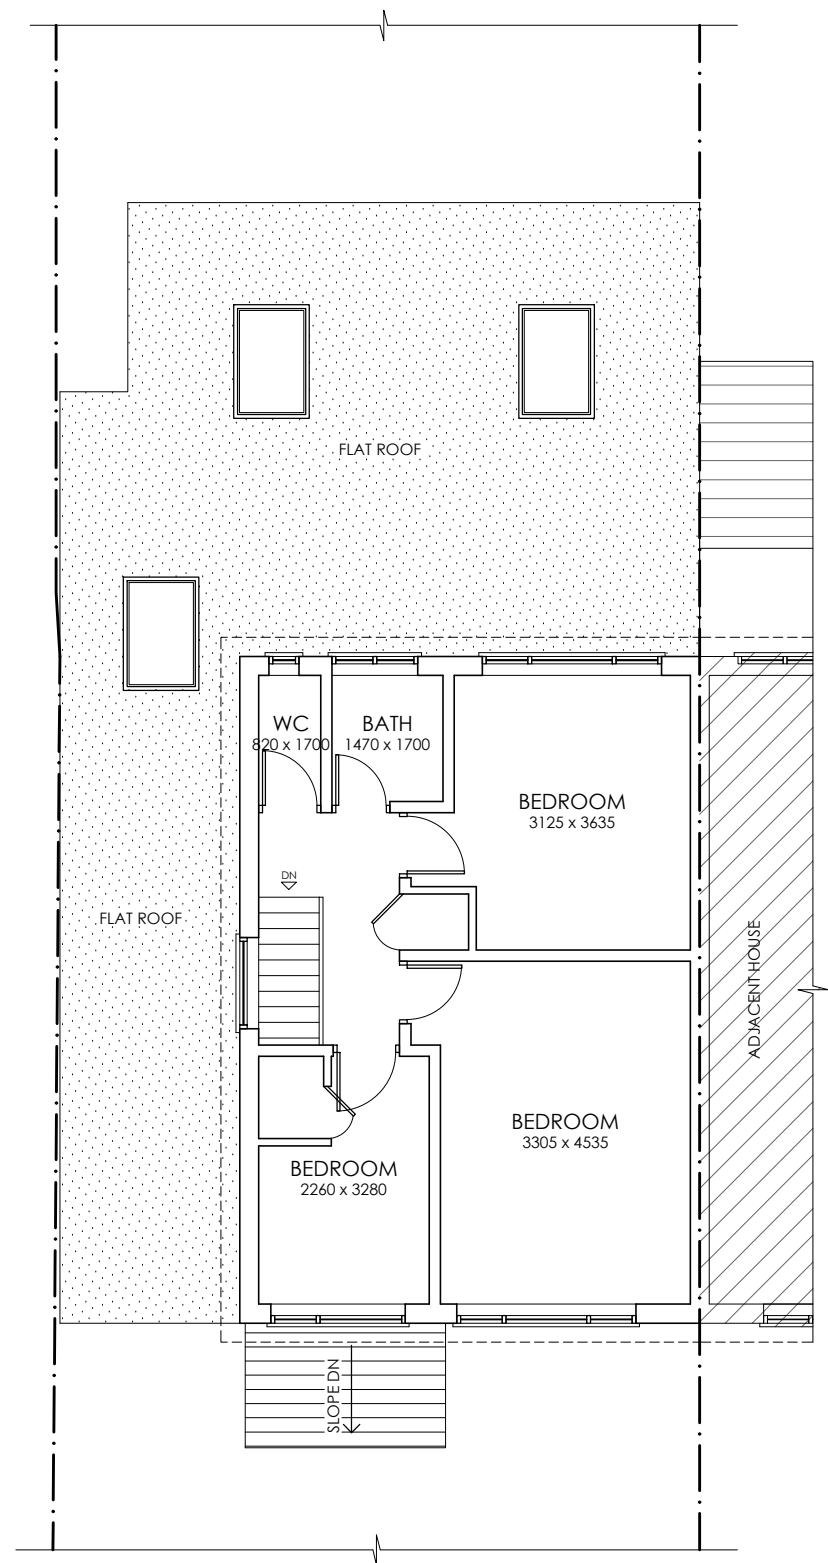 FLAT ROOF
WC
820 x 1700
BATH
1470 x 1700
BEDROOM
3125 x 3635
DN
FLAT ROOF
ADJACENT HOUSE
BEDROOM
3305 x 4535
BEDROOM
2260 x 3280
SLOPE DN